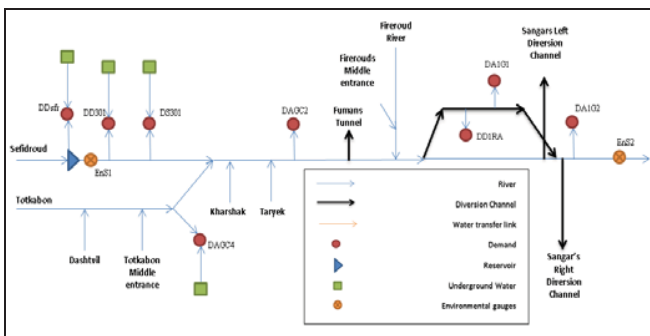 Fireroud
River
Sangars Left
Diversion
Channel
Firerouds
Middle
entrance
DA1G1
DDsfr
DD301
DS301
DAGC2
Fumans
Tunnel
DA1G2
DD1RA
Sefidroud
EnS1
EnS2
Totkabon
Kharshak
Taryek
DAGC4
Dashtvil
Totkabon
Middle
entrance
Sangar's
Right
Diversion
Channel
River
Diversion Channel
Water transfer link
Demand
Reservoir
Underground Water
Environmental gauges